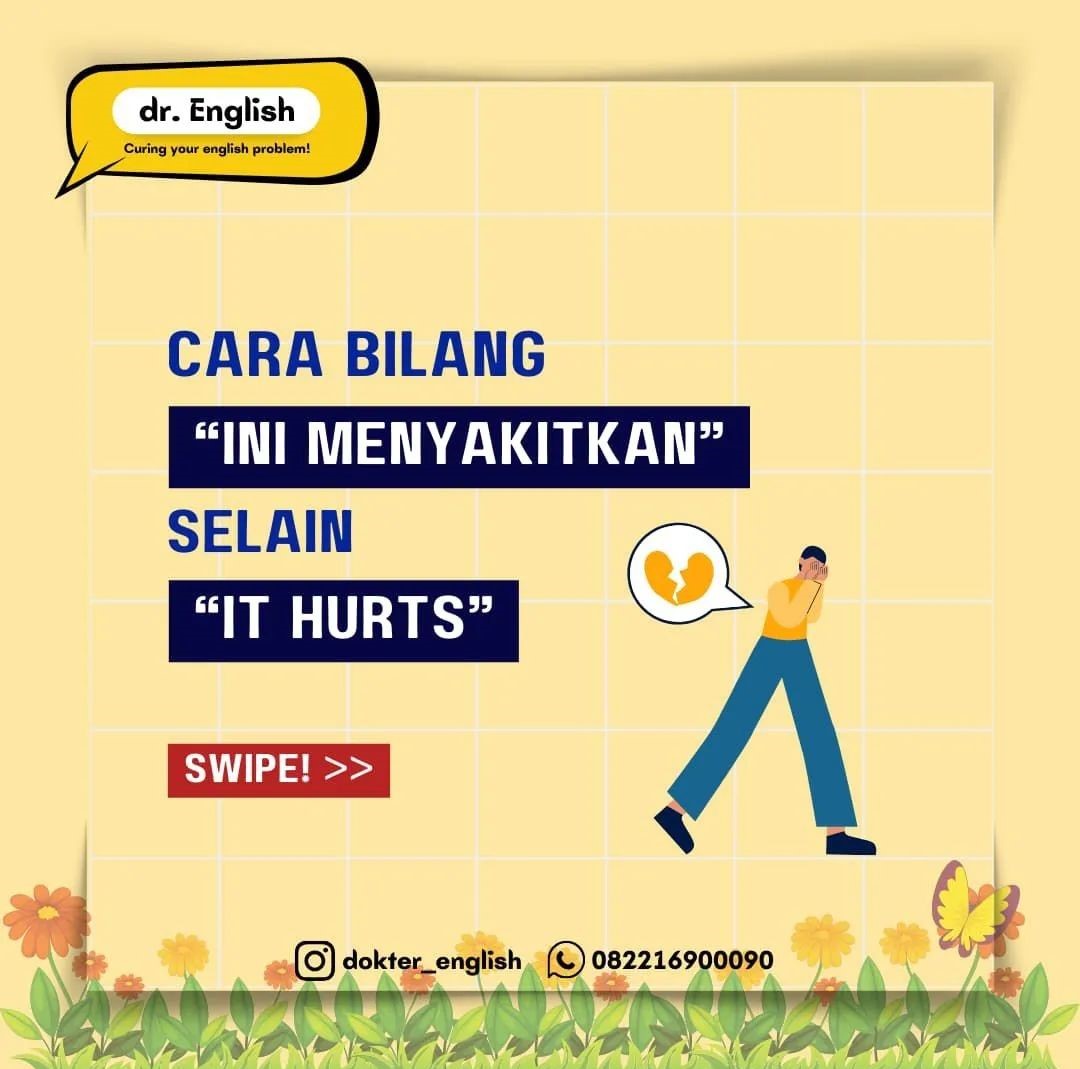 dr. English
Curing your english problem!
CARA BILANG
“INI MENYAKITKAN”
SELAIN
“IT HURTS”
SWIPE! >>
dokter_english 082216900090